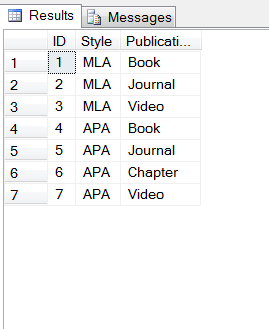 Results Messages
ID Style Publicati...
1 1 MLA Book
2 2 MLA Journal
3 3 MLA Video
4 4 APA Book
5 5 APA Journal
6 6 APA Chapter
7 7 APA Video